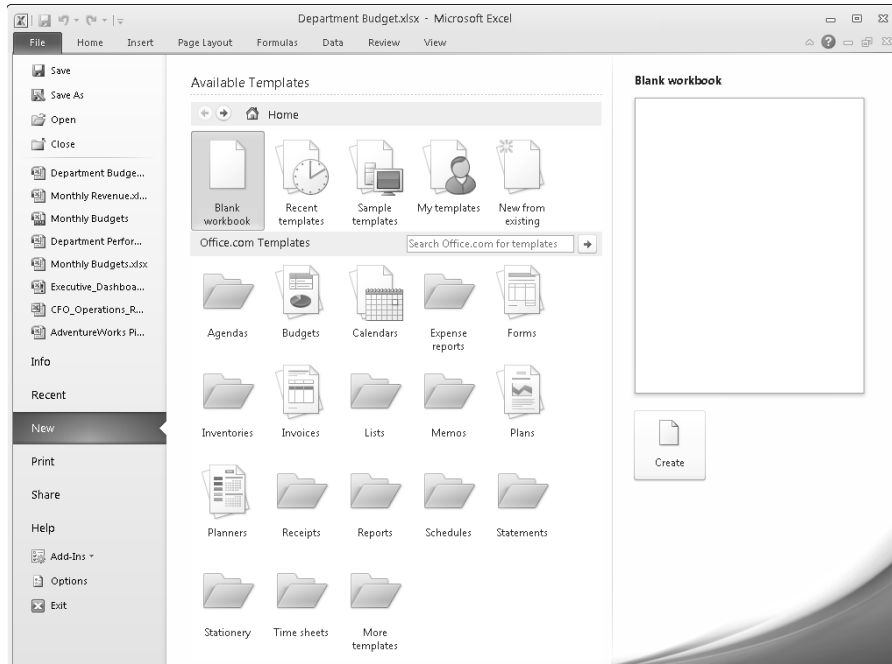 Department Budget.xlsx - Microsoft Excel
File Home Insert Page Layout Formulas Data Review View
Save
Save As
Open
Close
Department Budge...
Monthly Revenue.xl...
Monthly Budgets
Department Perfor...
Monthly Budgets.xlsx
Executive_Dashboa...
CFO_Operations_R...
AdventureWorks Pi...
Info
Recent
New
Print
Share
Help
Add-Ins
Options
Exit
Available Templates
Home
Blank workbook
Recent templates
Sample templates
My templates
New from existing
Office.com Templates
Search Office.com for templates
Agendas
Budgets
Calendars
Expense reports
Forms
Inventories
Invoices
Lists
Memos
Plans
Planners
Receipts
Reports
Schedules
Statements
Stationery
Time sheets
More templates
Blank workbook
Create